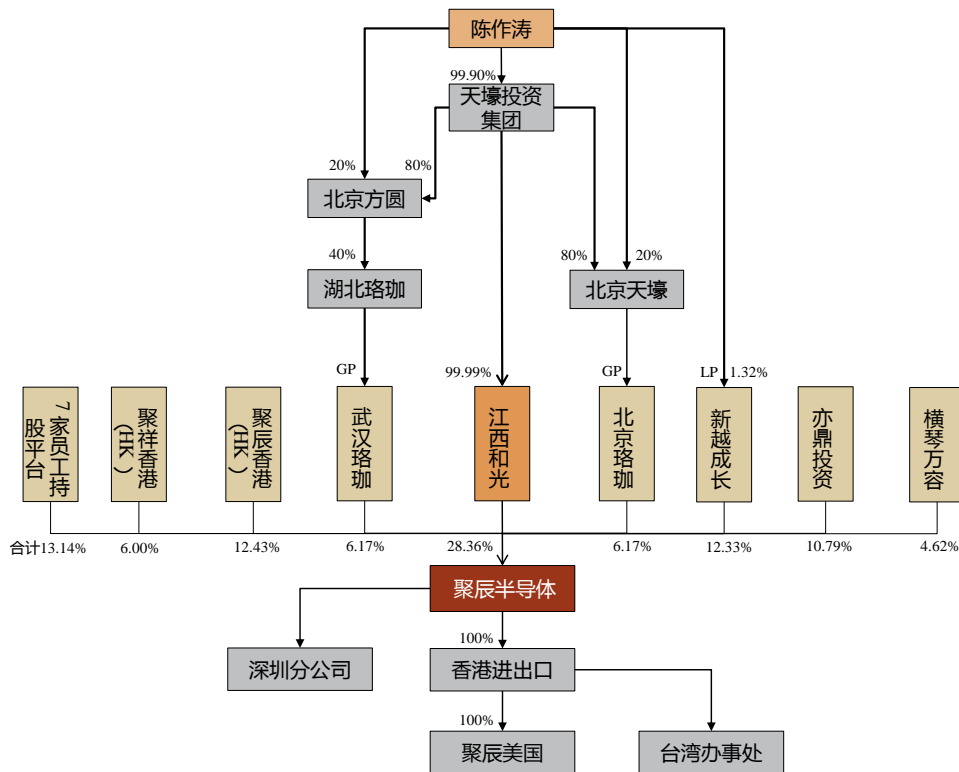 陈作涛
99.90%
天壕投资
集团
20%
80%
北京方圆
40%
80%
20%
湖北珞珈
北京天壕
GP
99.99%
GP
LP
1.32%
7家员工持
股平台
聚祥香港
（HK）
聚辰香港
（HK）
武汉珞珈
江西和光
北京珞珈
新越成长
亦鼎投资
横琴万容
合计13.14%
6.00%
12.43%
6.17%
28.36%
6.17%
12.33%
10.79%
4.62%
聚辰半导体
100%
深圳分公司
香港进出口
100%
聚辰美国
台湾办事处